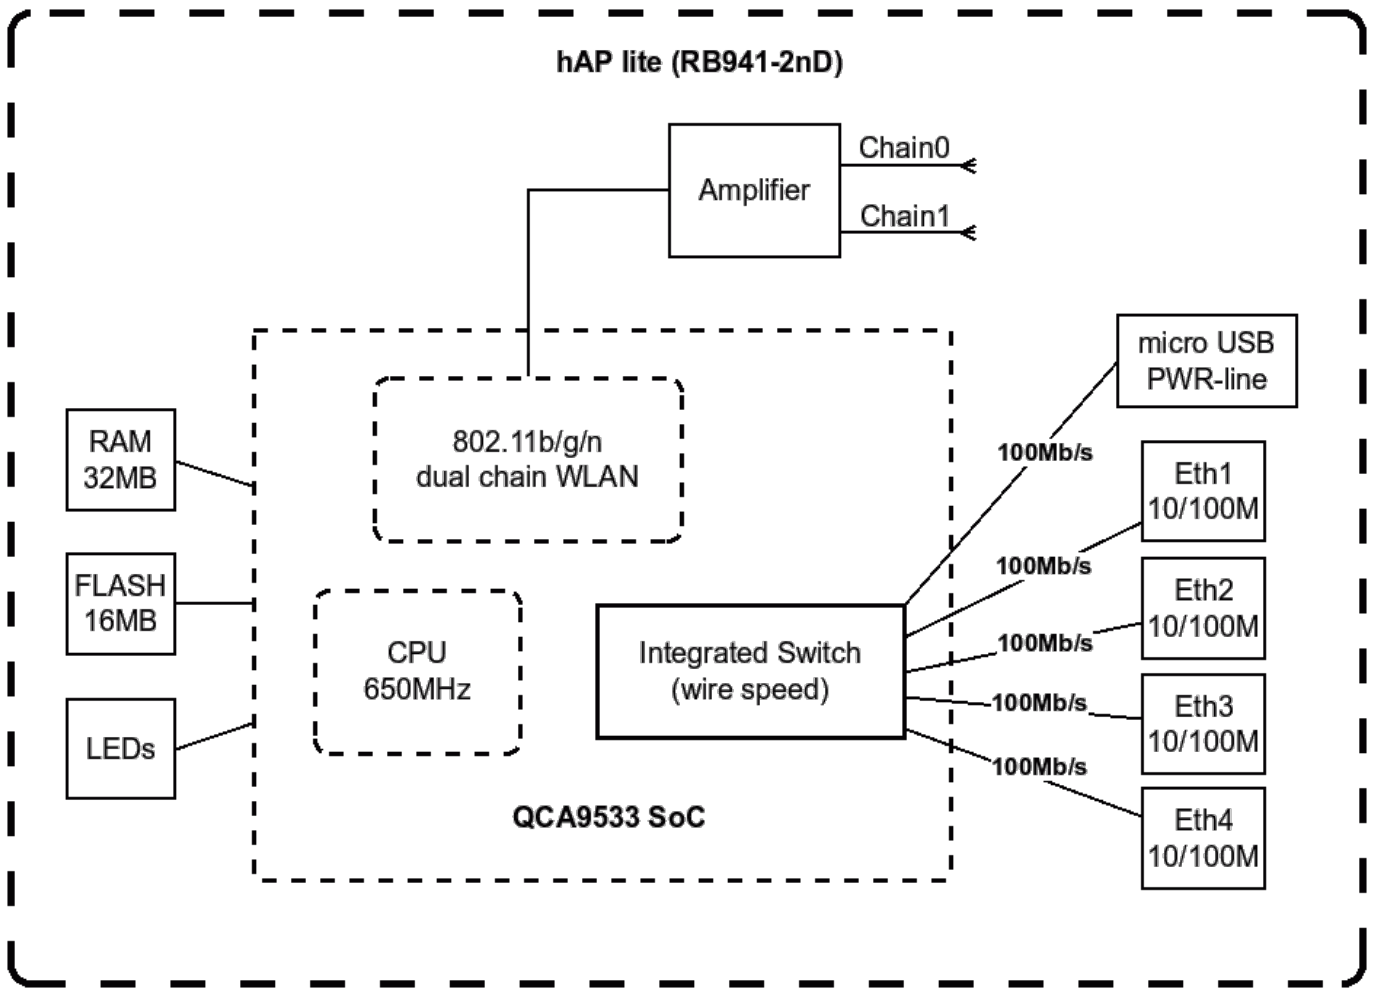 hAP lite (RB941-2nD)
Chain0
Amplifier
Chain1
micro USB
PWR-line
RAM
32MB
802.11b/g/n
dual chain WLAN
100Mb/s
Eth1
10/100M
100Mb/s
FLASH
16MB
Eth2
10/100M
100Mb/s
CPU
650MHz
Integrated Switch
(wire speed)
100Mb/s
Eth3
10/100M
LEDs
100Mb/s
QCA9533 SoC
Eth4
10/100M